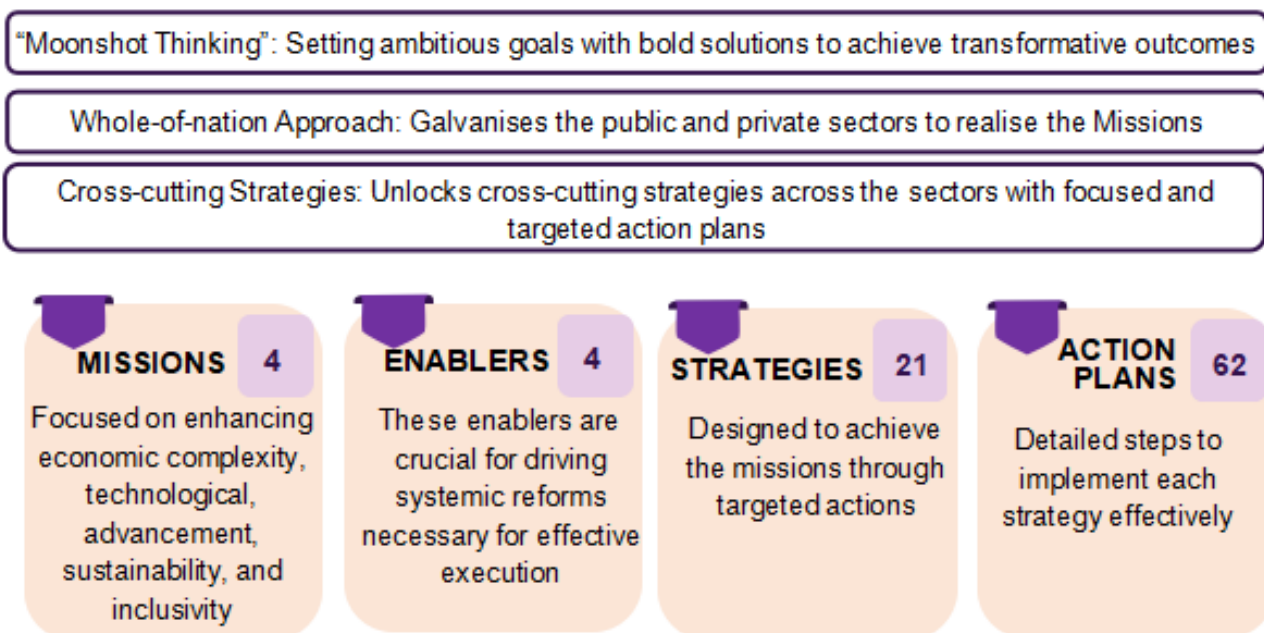 “Moonshot Thinking”: Setting ambitious goals with bold solutions to achieve transformative outcomes
Whole-of-nation Approach: Galvanises the public and private sectors to realise the Missions
Cross-cutting Strategies: Unlocks cross-cutting strategies across the sectors with focused and
targeted action plans
MISSIONS 4
Focused on enhancing
economic complexity,
technological,
advancement,
sustainability, and
inclusivity
ENABLERS 4
These enablers are
crucial for driving
systemic reforms
necessary for effective
execution
STRATEGIES 21
Designed to achieve
the missions through
targeted actions
ACTION
PLANS 62
Detailed steps to
implement each
strategy effectively